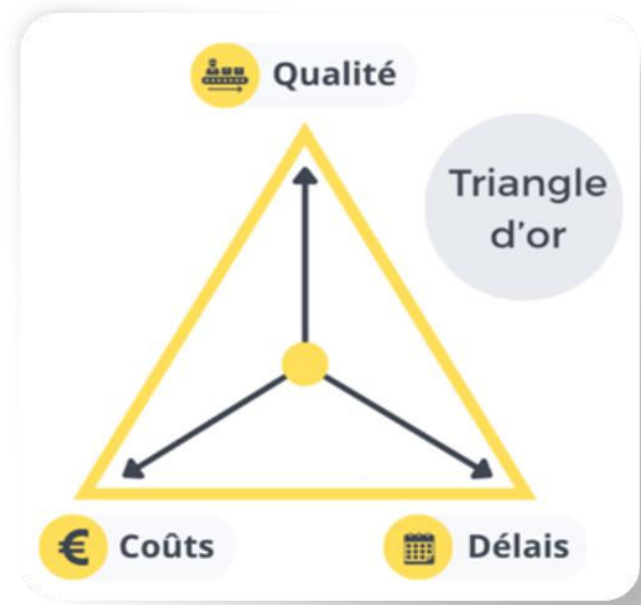 Qualité
Triangle
d'or
€ Coûts
Délais